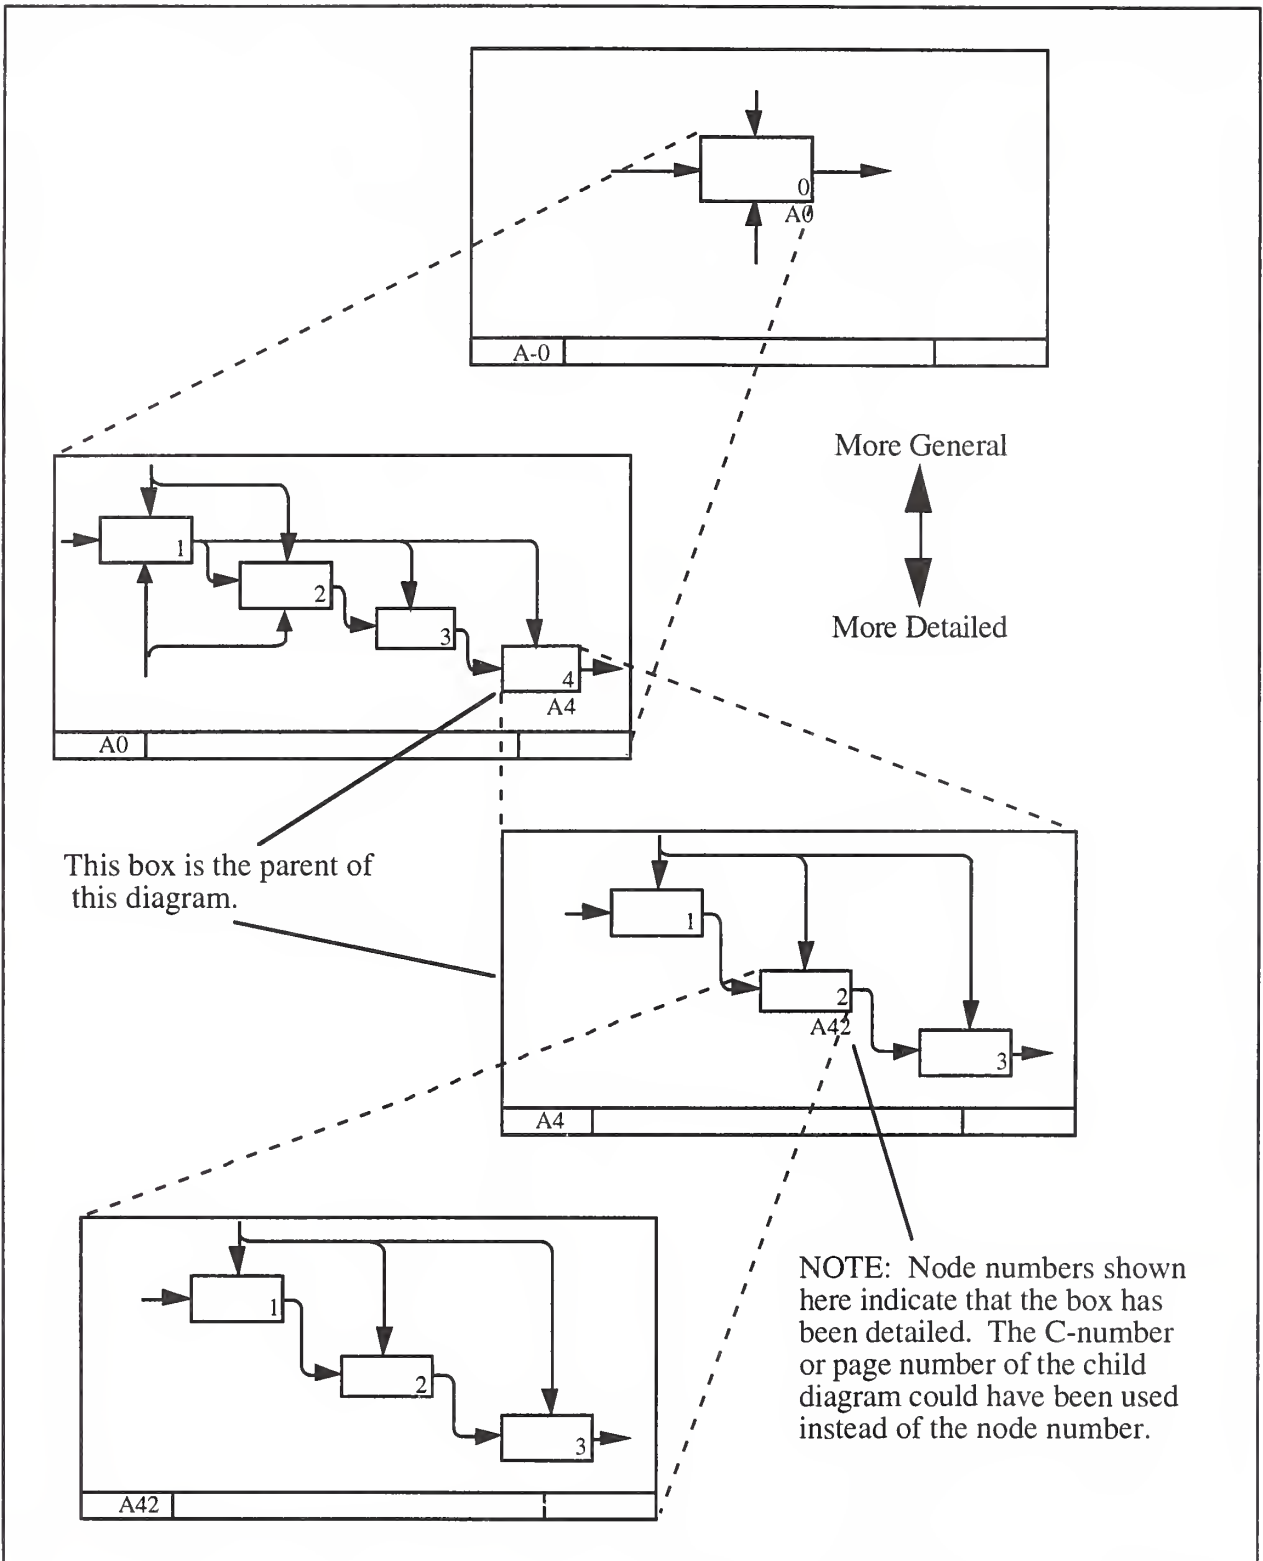 0
A0
A-0
More General
More Detailed
1
2
3
4
A4
A0
This box is the parent of
this diagram.
1
2
A42
3
A4
NOTE: Node numbers shown
here indicate that the box has
been detailed. The C-number
or page number of the child
diagram could have been used
instead of the node number.
1
2
3
A42